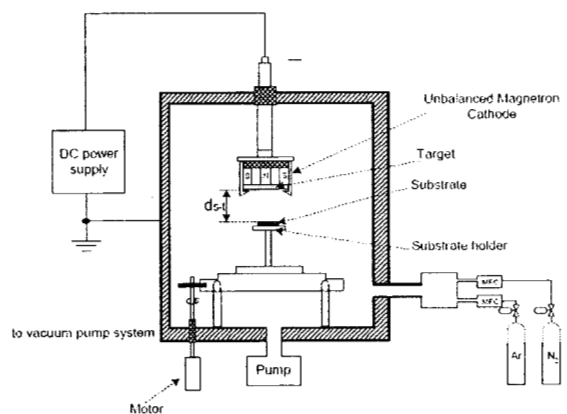 Unbalanced Magnetron
Cathode
DC power
supply
Target
Substrate
ds-t
Substrate holder
MFC
MFC
to vacuum pump system
Ar
N2
Pump
Motor